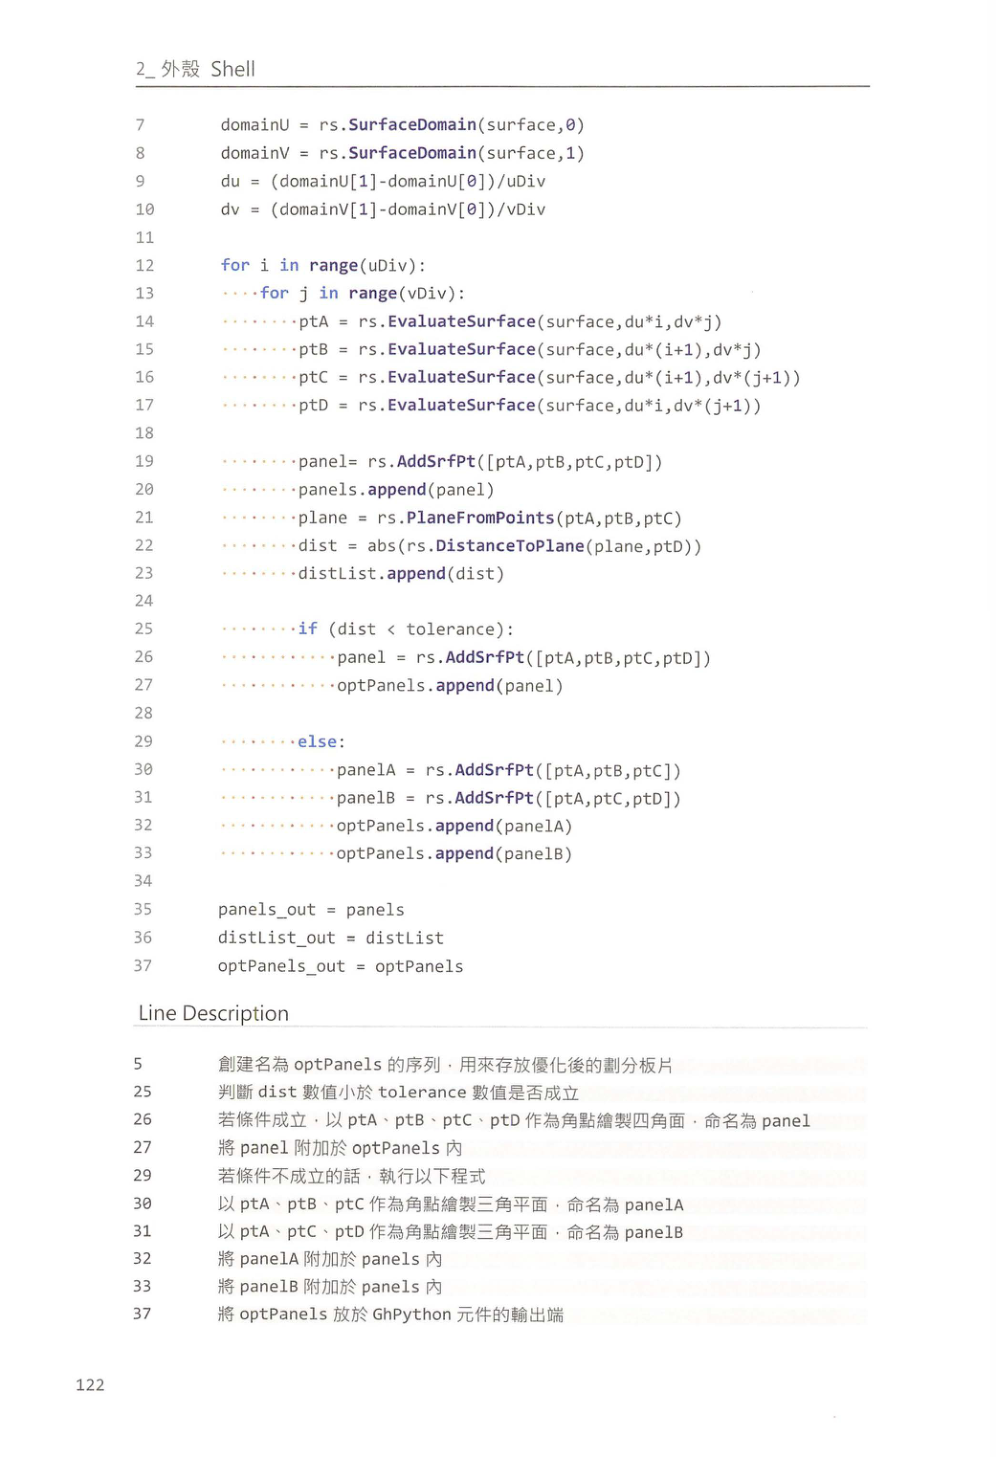 2_ 外殼 Shell
7 domainU = rs.SurfaceDomain(surface,0)
8 domainV = rs.SurfaceDomain(surface,1)
9 du = (domainU[1]-domainU[0])/uDiv
10 dv = (domainV[1]-domainV[0])/vDiv
11
12 for i in range(uDiv):
13 ····for j in range(vDiv):
14 ········ptA = rs.EvaluateSurface(surface,du*i,dv*j)
15 ········ptB = rs.EvaluateSurface(surface,du*(i+1),dv*j)
16 ········ptC = rs.EvaluateSurface(surface,du*(i+1),dv*(j+1))
17 ········ptD = rs.EvaluateSurface(surface,du*i,dv*(j+1))
18
19 ········panel= rs.AddSrfPt([ptA,ptB,ptC,ptD])
20 ········panels.append(panel)
21 ········plane = rs.PlaneFromPoints(ptA,ptB,ptC)
22 ········dist = abs(rs.DistanceToPlane(plane,ptD))
23 ········distList.append(dist)
24
25 ········if (dist < tolerance):
26 ············panel = rs.AddSrfPt([ptA,ptB,ptC,ptD])
27 ············optPanels.append(panel)
28
29 ········else:
30 ············panelA = rs.AddSrfPt([ptA,ptB,ptC])
31 ············panelB = rs.AddSrfPt([ptA,ptC,ptD])
32 ············optPanels.append(panelA)
33 ············optPanels.append(panelB)
34
35 panels_out = panels
36 distList_out = distList
37 optPanels_out = optPanels
Line Description
5 創建名為 optPanels 的序列，用來存放優化後的劃分板片
25 判斷 dist 數值小於 tolerance 數值是否成立
26 若條件成立，以 ptA、ptB、ptC、ptD 作為角點繪製四角面，命名為 panel
27 將 panel 附加於 optPanels 內
29 若條件不成立的話，執行以下程式
30 以 ptA、ptB、ptC 作為角點繪製三角平面，命名為 panelA
31 以 ptA、ptC、ptD 作為角點繪製三角平面，命名為 panelB
32 將 panelA 附加於 panels 內
33 將 panelB 附加於 panels 內
37 將 optPanels 放於 GhPython 元件的輸出端
122